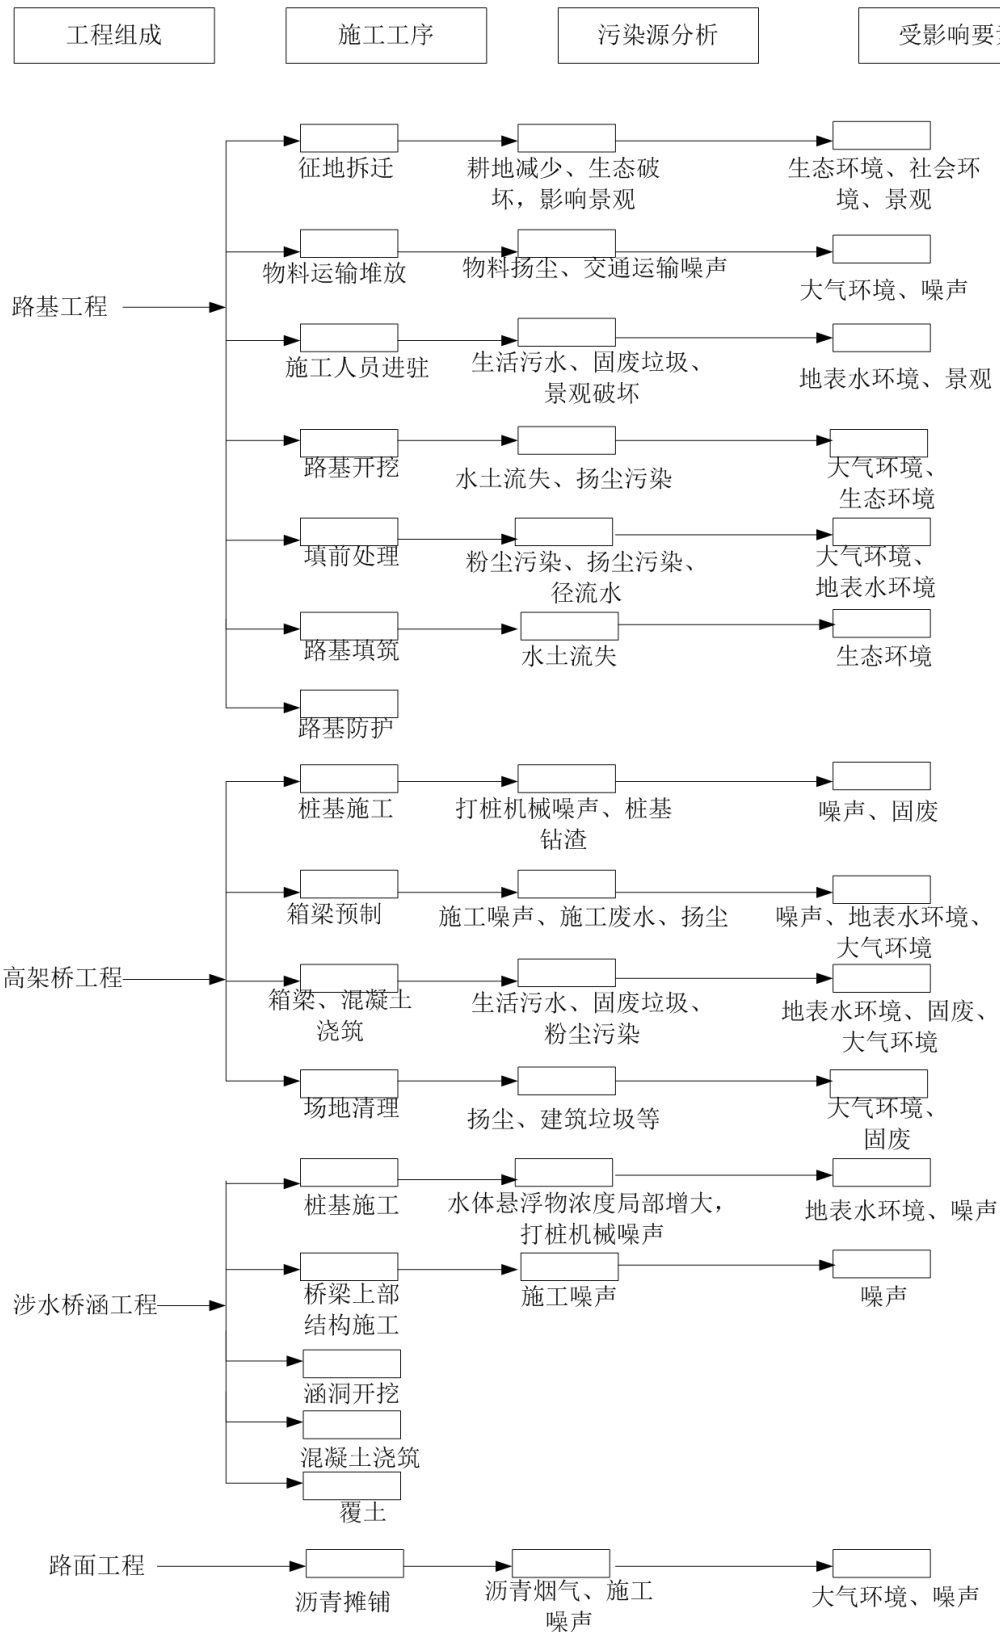 工程组成
施工工序
污染源分析
受影响要
征地拆迁
耕地减少、生态破
坏，影响景观
生态环境、社会环
境、景观
物料运输堆放
物料扬尘、交通运输噪声
大气环境、噪声
路基工程
施工人员进驻
生活污水、固废垃圾、
景观破坏
地表水环境、景观
路基开挖
水土流失、扬尘污染
大气环境、
生态环境
填前处理
粉尘污染、扬尘污染、
径流水
大气环境、
地表水环境
路基填筑
水土流失
生态环境
路基防护
桩基施工
打桩机械噪声、桩基
钻渣
噪声、固废
箱梁预制
施工噪声、施工废水、扬尘
噪声、地表水环境、
大气环境
高架桥工程
箱梁、混凝土
浇筑
生活污水、固废垃圾、
粉尘污染
地表水环境、固废、
大气环境
场地清理
扬尘、建筑垃圾等
大气环境、
固废
桩基施工
水体悬浮物浓度局部增大，
打桩机械噪声
地表水环境、噪声
涉水桥涵工程
桥梁上部
结构施工
施工噪声
噪声
涵洞开挖
混凝土浇筑
覆土
路面工程
沥青摊铺
沥青烟气、施工
噪声
大气环境、噪声